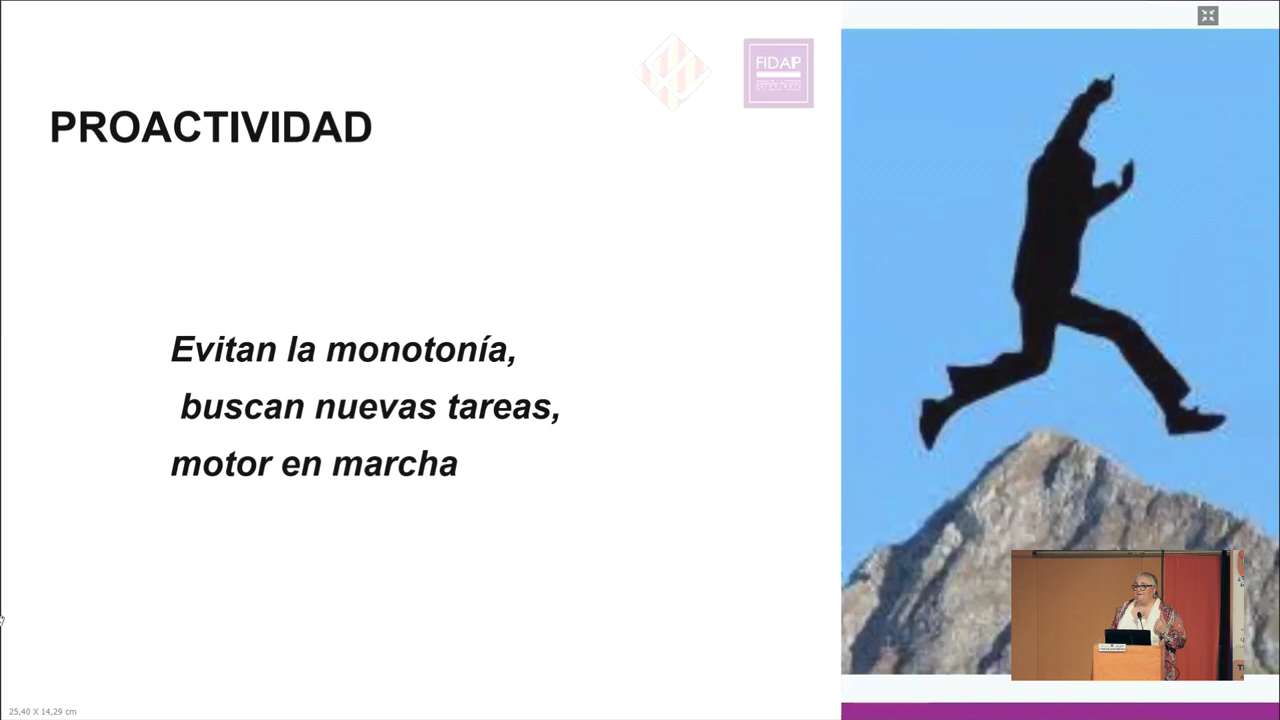 FIDAP
PROACTIVIDAD
Evitan la monotonía,
buscan nuevas tareas,
motor en marcha
25,40 X 14,29 cm